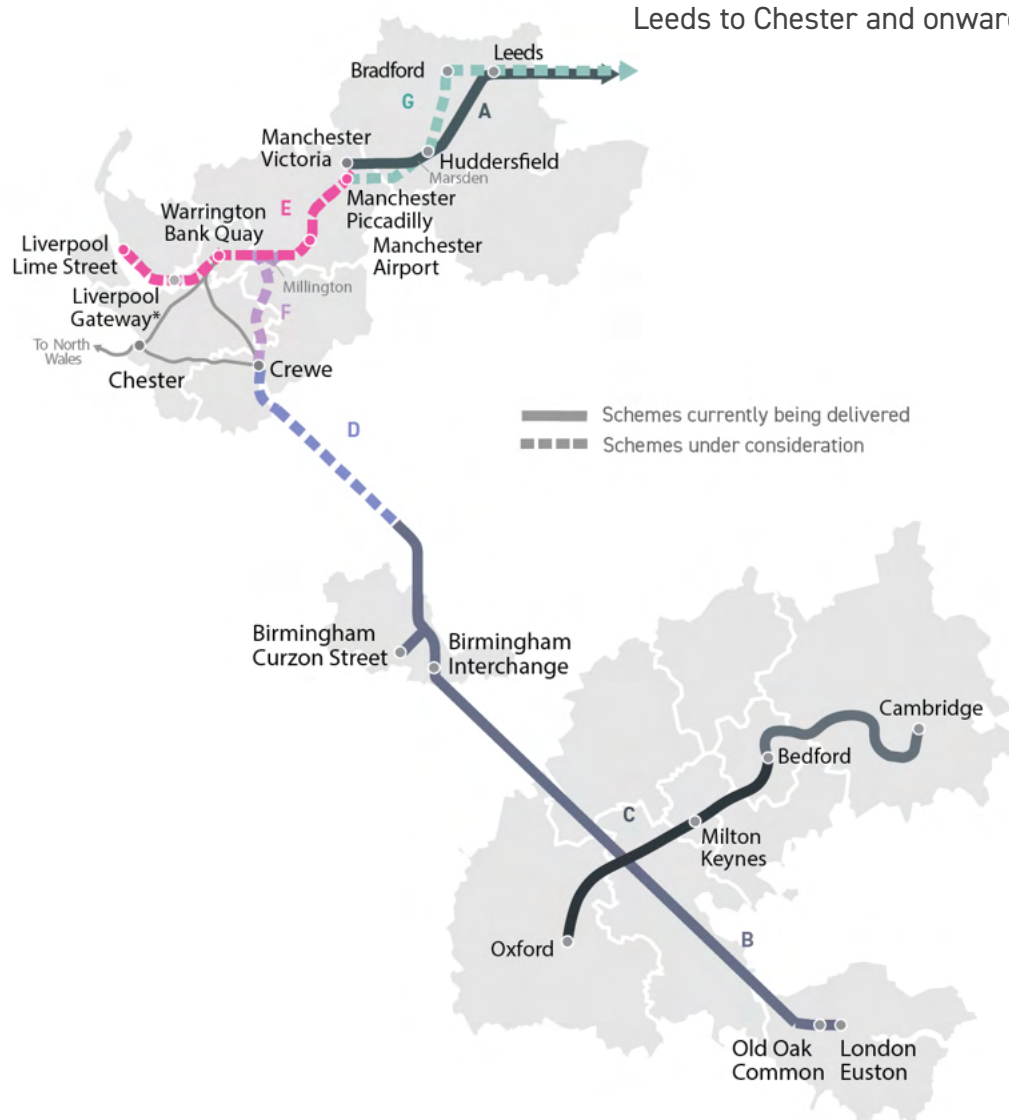 Leeds to Chester and onwar
Leeds
Bradford
G
A
Manchester
Victoria
Huddersfield
Marsden
E
Manchester
Piccadilly
Warrington
Bank Quay
Manchester
Airport
Liverpool
Lime Street
Millington
Liverpool
Gateway*
F
To North
Wales
Chester
Crewe
Schemes currently being delivered
D
Schemes under consideration
Birmingham
Curzon Street
Birmingham
Interchange
Cambridge
Bedford
C
Milton
Keynes
Oxford
B
Old Oak
Common
London
Euston